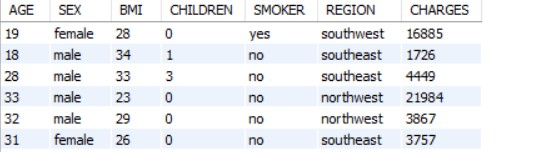 AGE SEX BMI CHILDREN SMOKER REGION CHARGES
19 female 28 0 yes southwest 16885
18 male 34 1 no southeast 1726
28 male 33 3 no southeast 4449
33 male 23 0 no northwest 21984
32 male 29 0 no northwest 3867
31 female 26 0 no southeast 3757